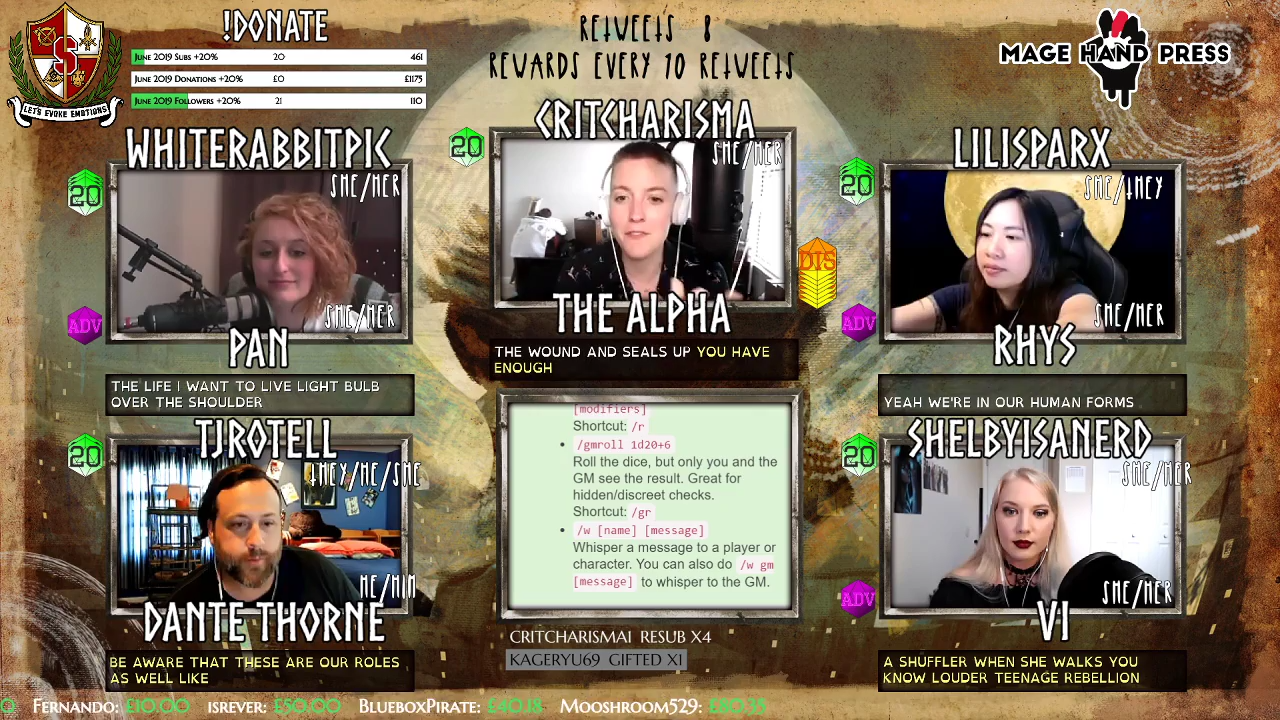 !DONATE
JUNE 2019 SUBS +20% 20 461
JUNE 2019 DONATIONS +20% £0 £1175
JUNE 2019 FOLLOWERS +20% 21 110
LET'S EVOKE EMOTIONS
RETWEETS 8
REWARDS EVERY 10 RETWEETS
MAGE HAND PRESS
WHITERABBITPIC
SHE/HER
20
SHE/HER
ADV
PAN
THE LIFE I WANT TO LIVE LIGHT BULB
OVER THE SHOULDER
CRITCHARISMA
SHE/HER
20
DIS
THE ALPHA
THE WOUND AND SEALS UP YOU HAVE
ENOUGH
LILISPARX
SHE/THEY
20
SHE/HER
ADV
RHYS
YEAH WE'RE IN OUR HUMAN FORMS
TJROTELL
THEY/HE/SHE
20
HE/HIM
DANTE THORNE
BE AWARE THAT THESE ARE OUR ROLES
AS WELL LIKE
[modifiers]
Shortcut: /r
• /gmroll 1d20+6
Roll the dice, but only you and the
GM see the result. Great for
hidden/discreet checks.
Shortcut: /gr
• /w [name] [message]
Whisper a message to a player or
character. You can also do /w gm
[message] to whisper to the GM.
CRITCHARISMA1 RESUB X4
KAGERYU69 GIFTED X1
SHELBYISANERD
SHE/HER
20
SHE/HER
ADV
VI
A SHUFFLER WHEN SHE WALKS YOU
KNOW LOUDER TEENAGE REBELLION
0 FERNANDO: £10.00 ISREVER: £50.00 BLUEBOXPIRATE: £40.18 MOOSHROOM529: £80.35